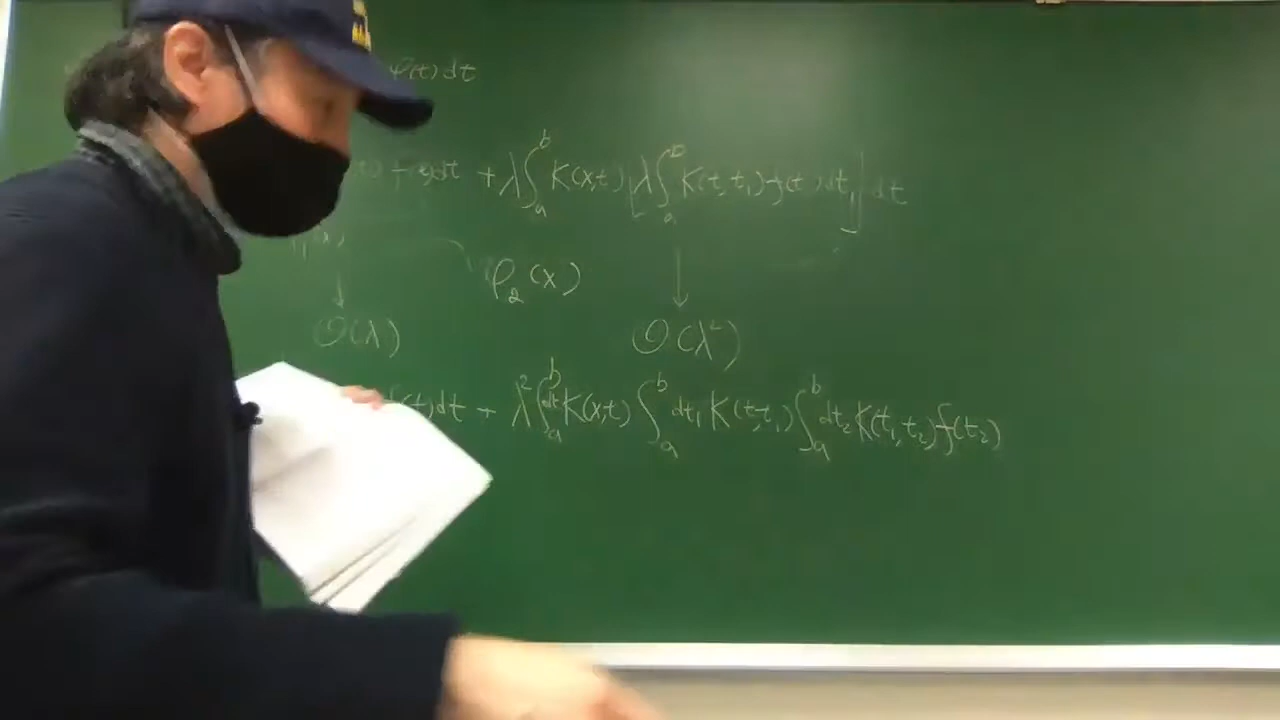 φ(t) dt
f(t)dt + λ∫_a^b K(x,t) [λ∫_a^b K(t,t₁) f(t₁) dt₁] dt
φ₂(x)
O(λ) O(λ²)
f(t)dt + λ²∫_a^b dt K(x,t) ∫_a^b dt₁ K(t,t₁) ∫_a^b dt₂ K(t₁,t₂) f(t₂)